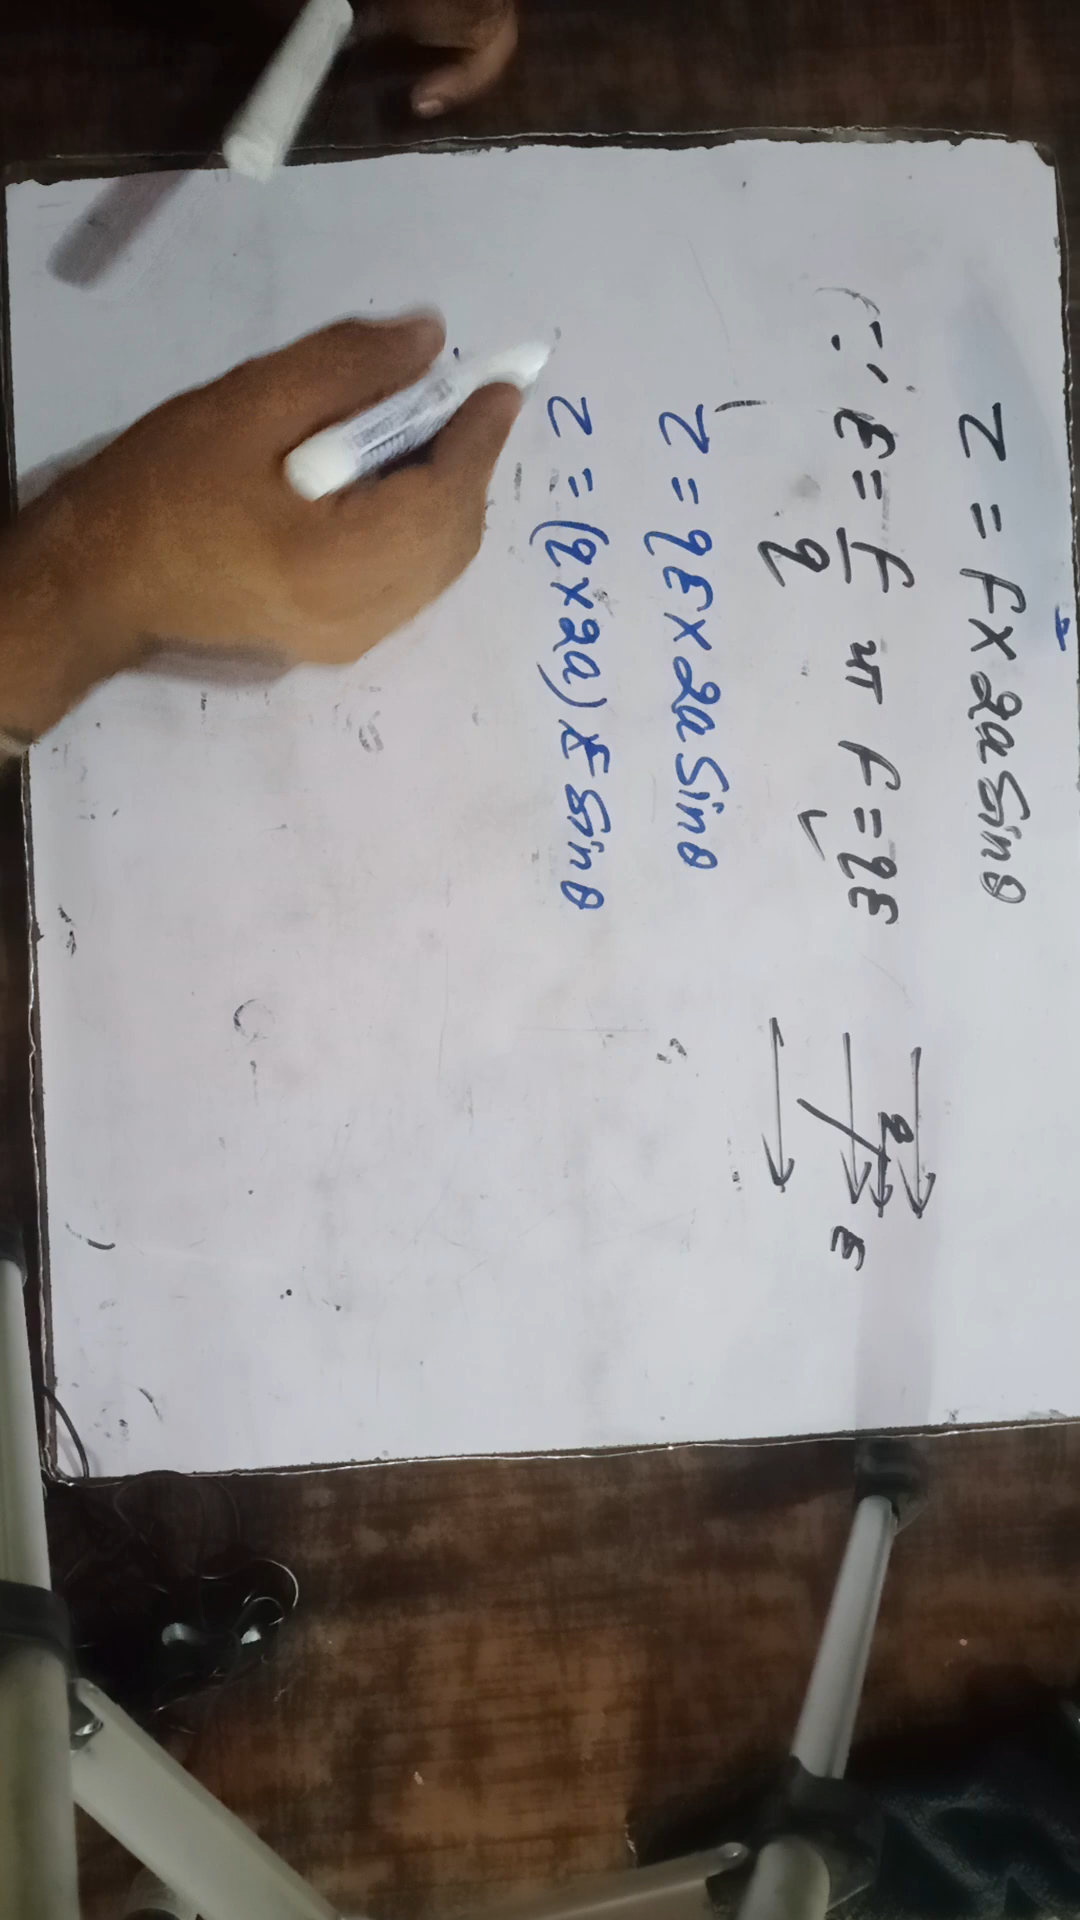 τ = F × 2a sinθ
∵ E = F/q या F = qE
θ E
τ = qE × 2a sinθ
τ = (q × 2a) × E sinθ